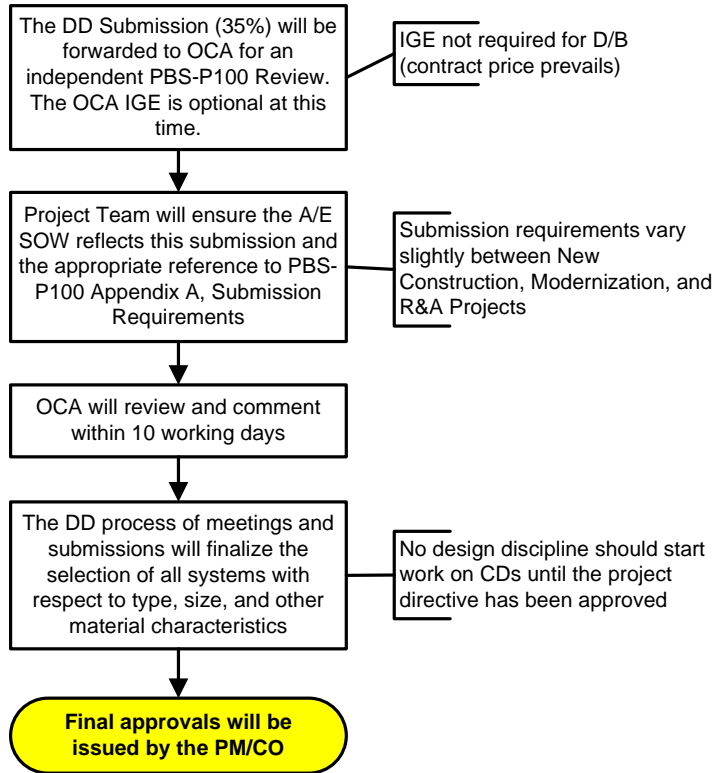 The DD Submission (35%) will be
forwarded to OCA for an
independent PBS-P100 Review.
The OCA IGE is optional at this
time.
IGE not required for D/B
(contract price prevails)
Project Team will ensure the A/E
SOW reflects this submission and
the appropriate reference to PBS-
P100 Appendix A, Submission
Requirements
Submission requirements vary
slightly between New
Construction, Modernization, and
R&A Projects
OCA will review and comment
within 10 working days
The DD process of meetings and
submissions will finalize the
selection of all systems with
respect to type, size, and other
material characteristics
No design discipline should start
work on CDs until the project
directive has been approved
Final approvals will be
issued by the PM/CO